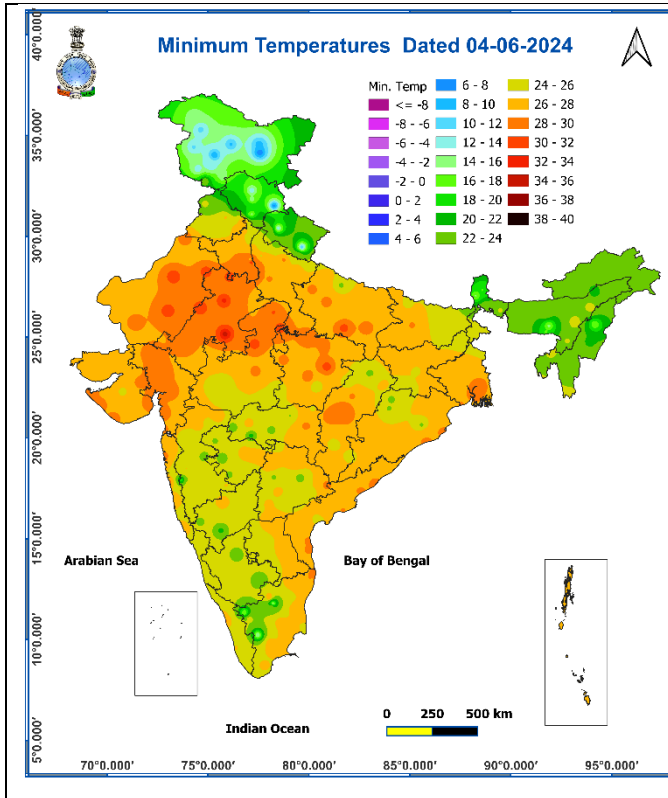 Minimum Temperatures Dated 04-06-2024
Min. Temp
<= -8
-8 - -6
-6 - -4
-4 - -2
-2 - 0
0 - 2
2 - 4
4 - 6
6 - 8
8 - 10
10 - 12
12 - 14
14 - 16
16 - 18
18 - 20
20 - 22
22 - 24
24 - 26
26 - 28
28 - 30
30 - 32
32 - 34
34 - 36
36 - 38
38 - 40
40°0.000'
35°0.000'
30°0.000'
25°0.000'
20°0.000'
15°0.000'
10°0.000'
5°0.000'
Arabian Sea
Bay of Bengal
Indian Ocean
0 250 500 km
70°0.000' 75°0.000' 80°0.000' 85°0.000' 90°0.000' 95°0.000'